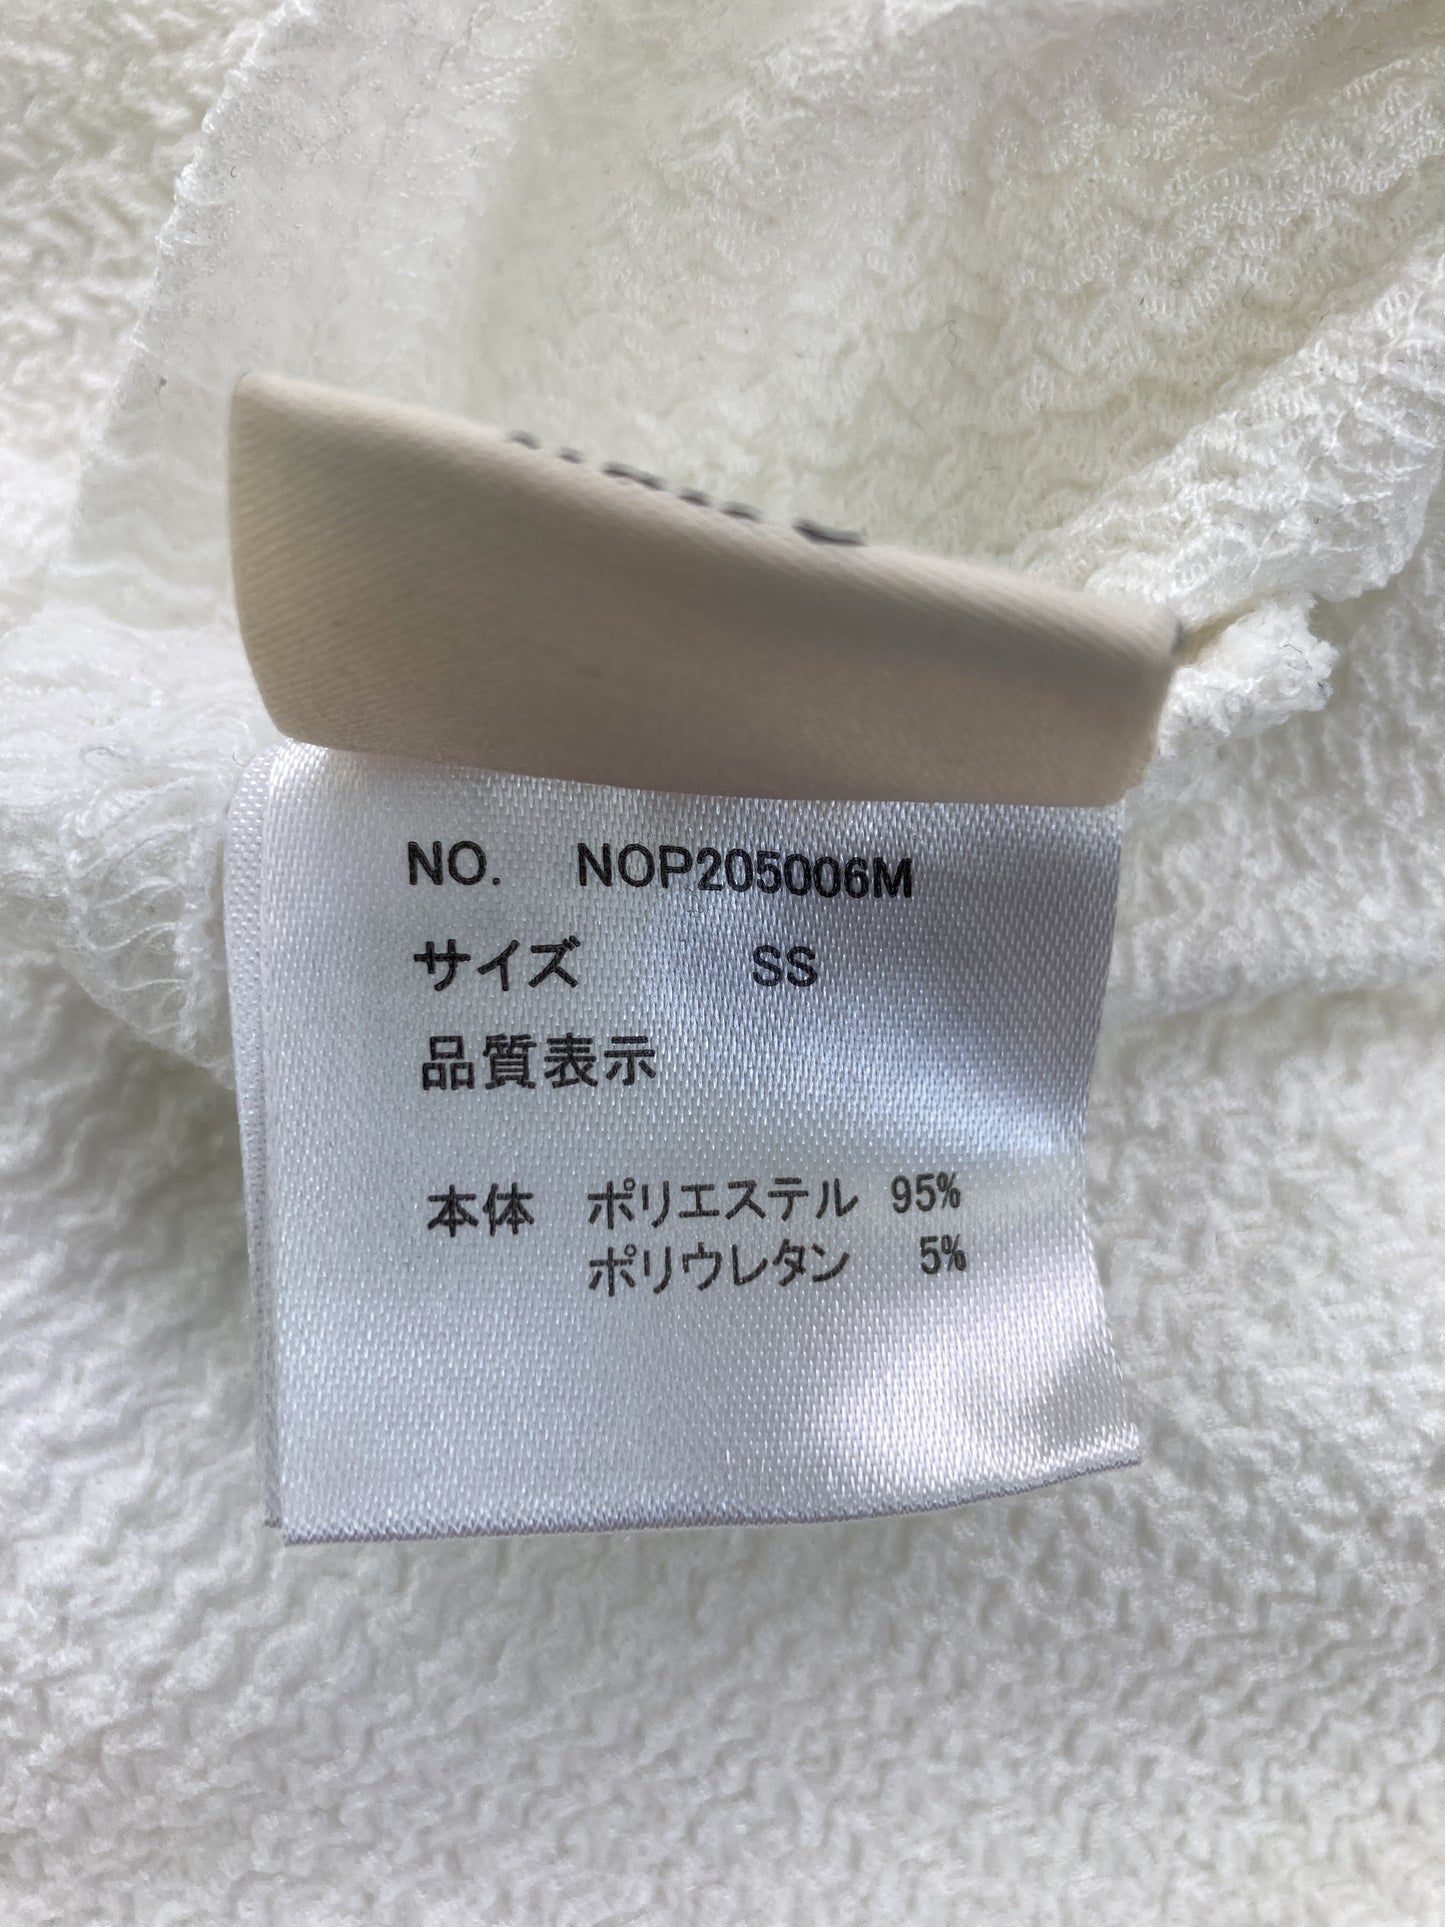 NO. NOP205006M
サイズ SS
品質表示
本体 ポリエステル 95%
ポリウレタン 5%